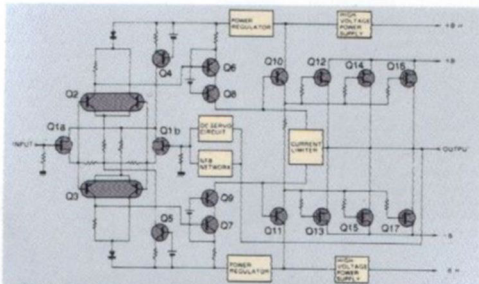 POWER REGULATOR
HIGH VOLTAGE POWER SUPPLY
Q4
Q6
Q8
Q10
Q12
Q14
Q16
+B
Q2
Q1a
Q1b
INPUT
DC SERVO CIRCUIT
NFB NETWORK
CURRENT LIMITER
OUTPUT
Q3
Q9
Q7
Q5
Q11
Q13
Q15
Q17
POWER REGULATOR
HIGH VOLTAGE POWER SUPPLY